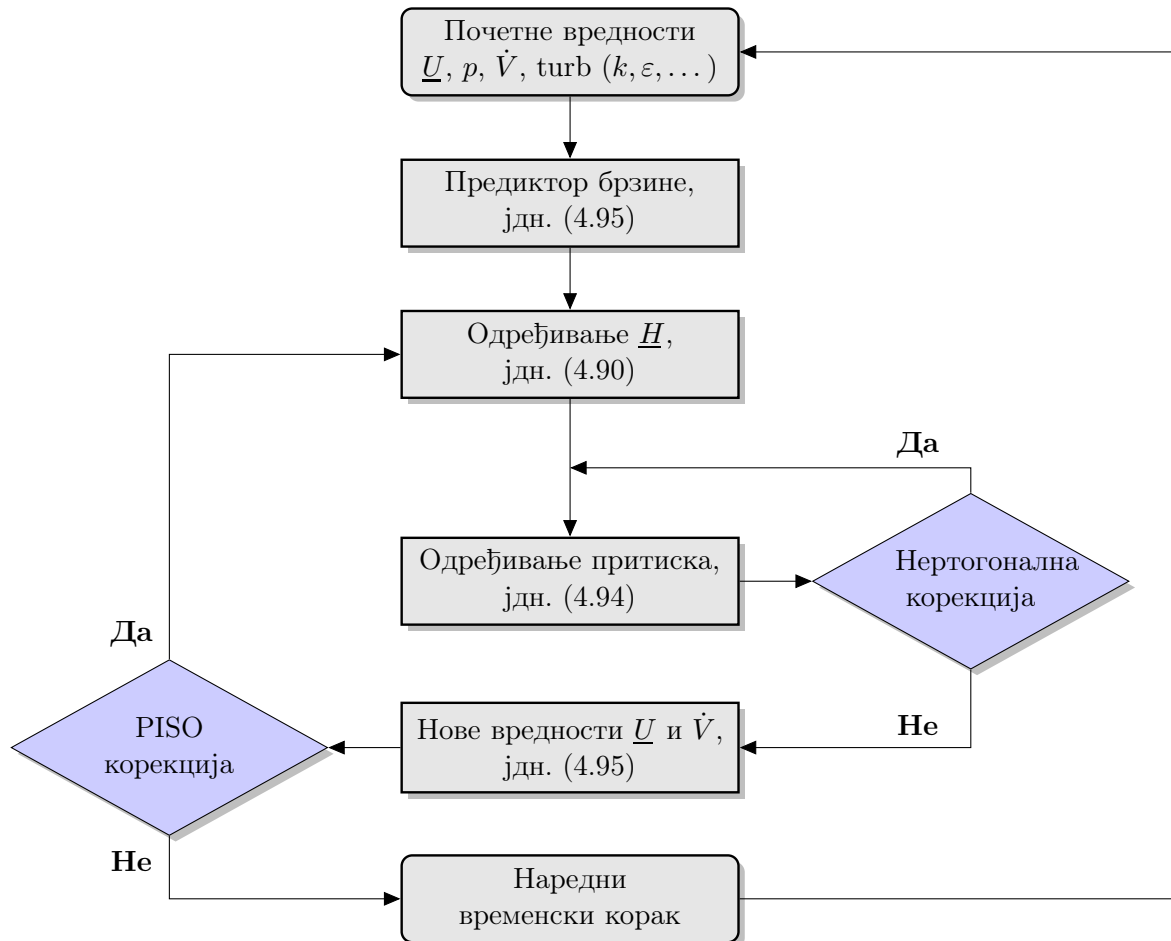 Почетне вредности
U, p, V̇, turb (k, ε, . . . )
Предиктор брзине,
јдн. (4.95)
Одређивање H,
јдн. (4.90)
Да
Одређивање притиска,
јдн. (4.94)
Нертогонална
корекција
Да
Нове вредности U и V̇,
јдн. (4.95)
Не
PISO
корекција
Не
Наредни
временски корак